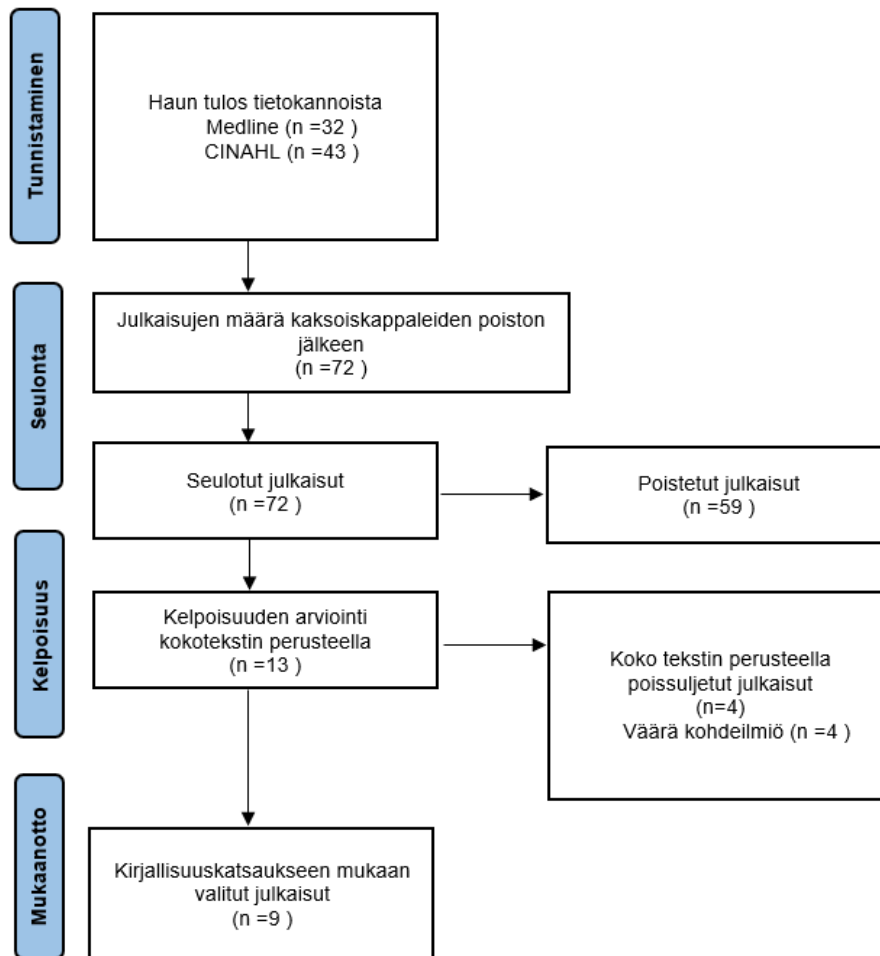 Tunnistaminen
Haun tulos tietokannoista
Medline (n =32 )
CINAHL (n =43 )
Seulonta
Julkaisujen määrä kaksoiskappaleiden poiston
jälkeen
(n =72 )
Seulotut julkaisut
(n =72 )
Poistetut julkaisut
(n =59 )
Kelpoisuus
Kelpoisuuden arviointi
kokotekstin perusteella
(n =13 )
Koko tekstin perusteella
poissuljetut julkaisut
(n=4)
Väärä kohdeilmiö (n =4 )
Mukaanotto
Kirjallisuuskatsaukseen mukaan
valitut julkaisut
(n =9 )